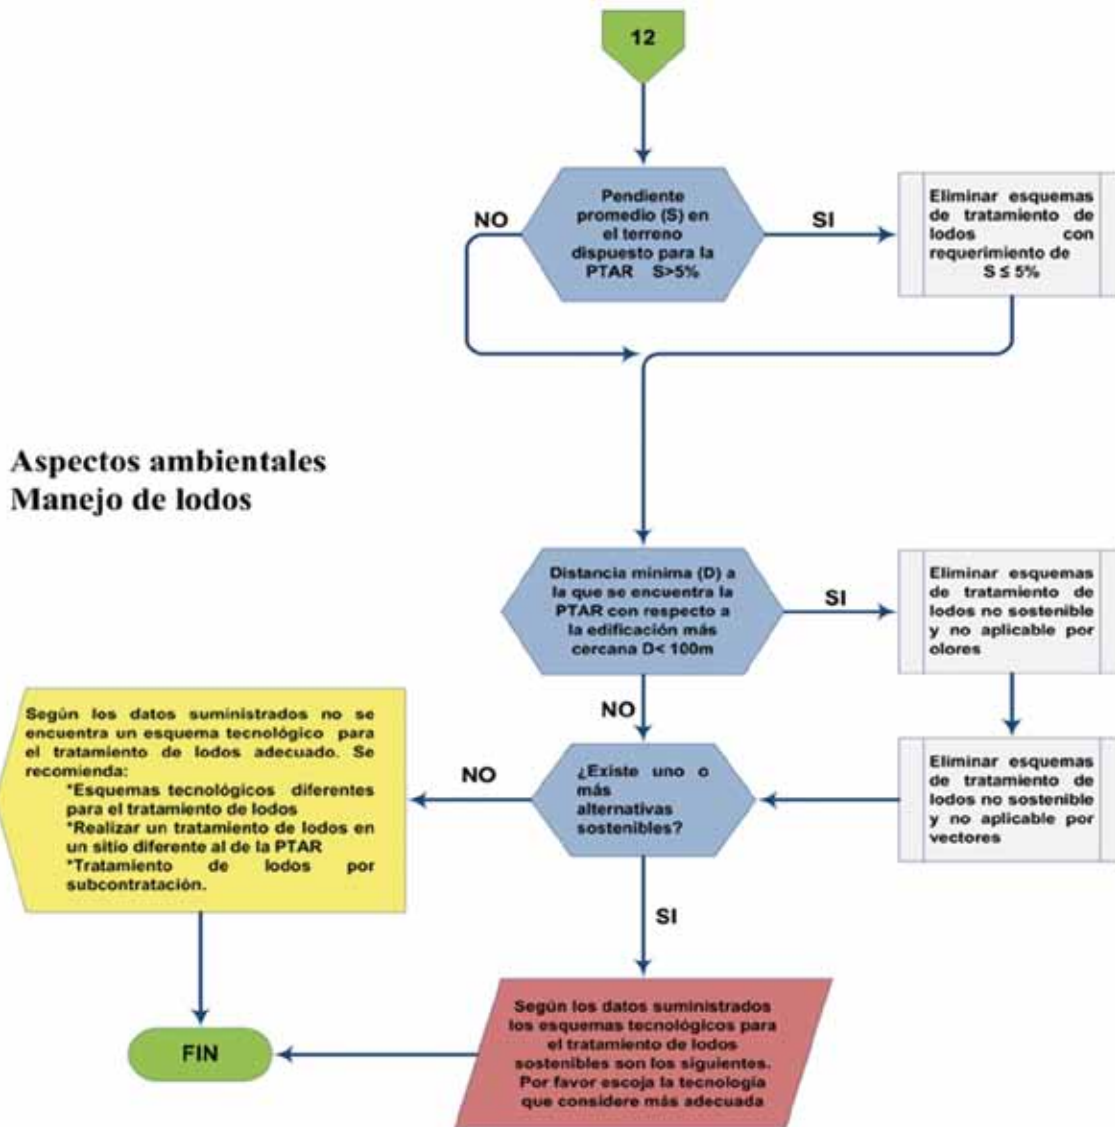 12
Pendiente
promedio (S) en
el terreno
dispuesto para la
PTAR S>5%
NO
SI
Eliminar esquemas
de tratamiento de
lodos con
requerimiento de
S ≤ 5%
Aspectos ambientales
Manejo de lodos
Distancia mínima (D) a
la que se encuentra la
PTAR con respecto a
la edificación más
cercana D< 100m
SI
Eliminar esquemas
de tratamiento de
lodos no sostenible
y no aplicable por
olores
NO
Eliminar esquemas
de tratamiento de
lodos no sostenible
y no aplicable por
vectores
¿Existe uno o
más
alternativas
sostenibles?
NO
Según los datos suministrados no se
encuentra un esquema tecnológico para
el tratamiento de lodos adecuado. Se
recomienda:
*Esquemas tecnológicos diferentes
para el tratamiento de lodos
*Realizar un tratamiento de lodos en
un sitio diferente al de la PTAR
*Tratamiento de lodos por
subcontratación.
SI
Según los datos suministrados
los esquemas tecnológicos para
el tratamiento de lodos
sostenibles son los siguientes.
Por favor escoja la tecnología
que considere más adecuada
FIN